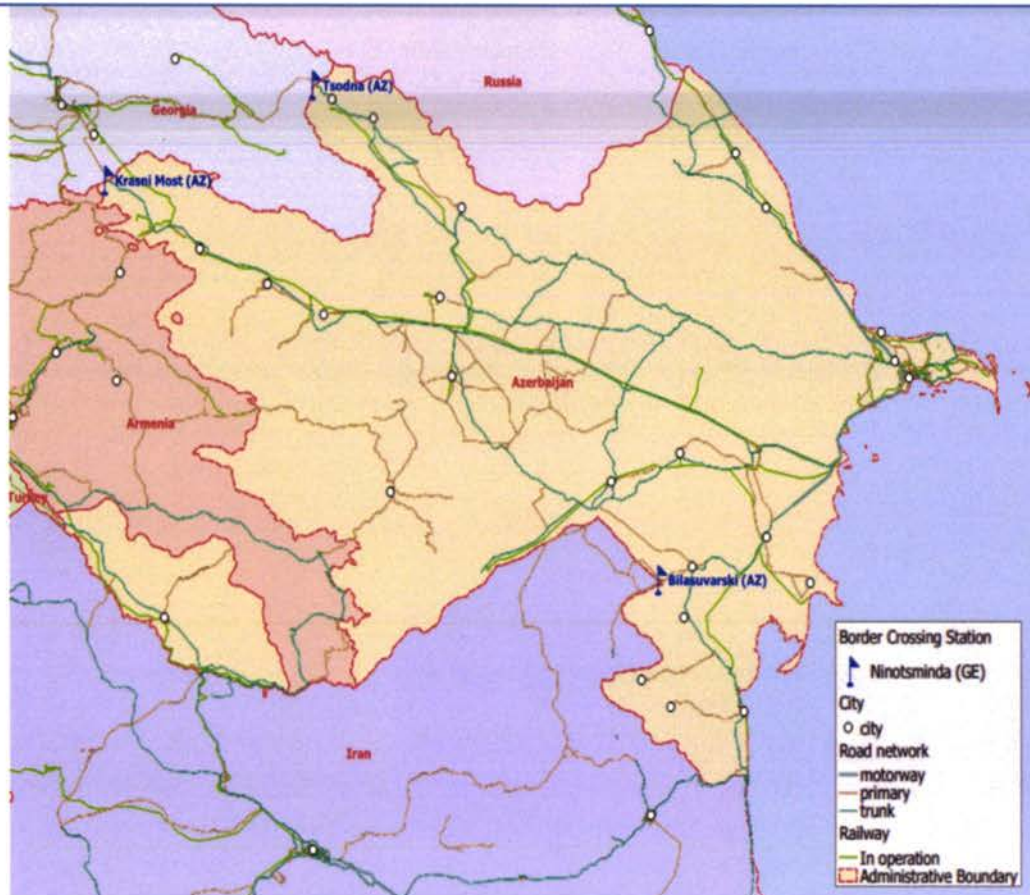 Russia
Tsodna (AZ)
Georgia
Krasni Most (AZ)
Azerbaijan
Armenia
Turkey
Bilasuvarski (AZ)
Iran
Border Crossing Station
Ninotsminda (GE)
City
city
Road network
motorway
primary
trunk
Railway
In operation
Administrative Boundary